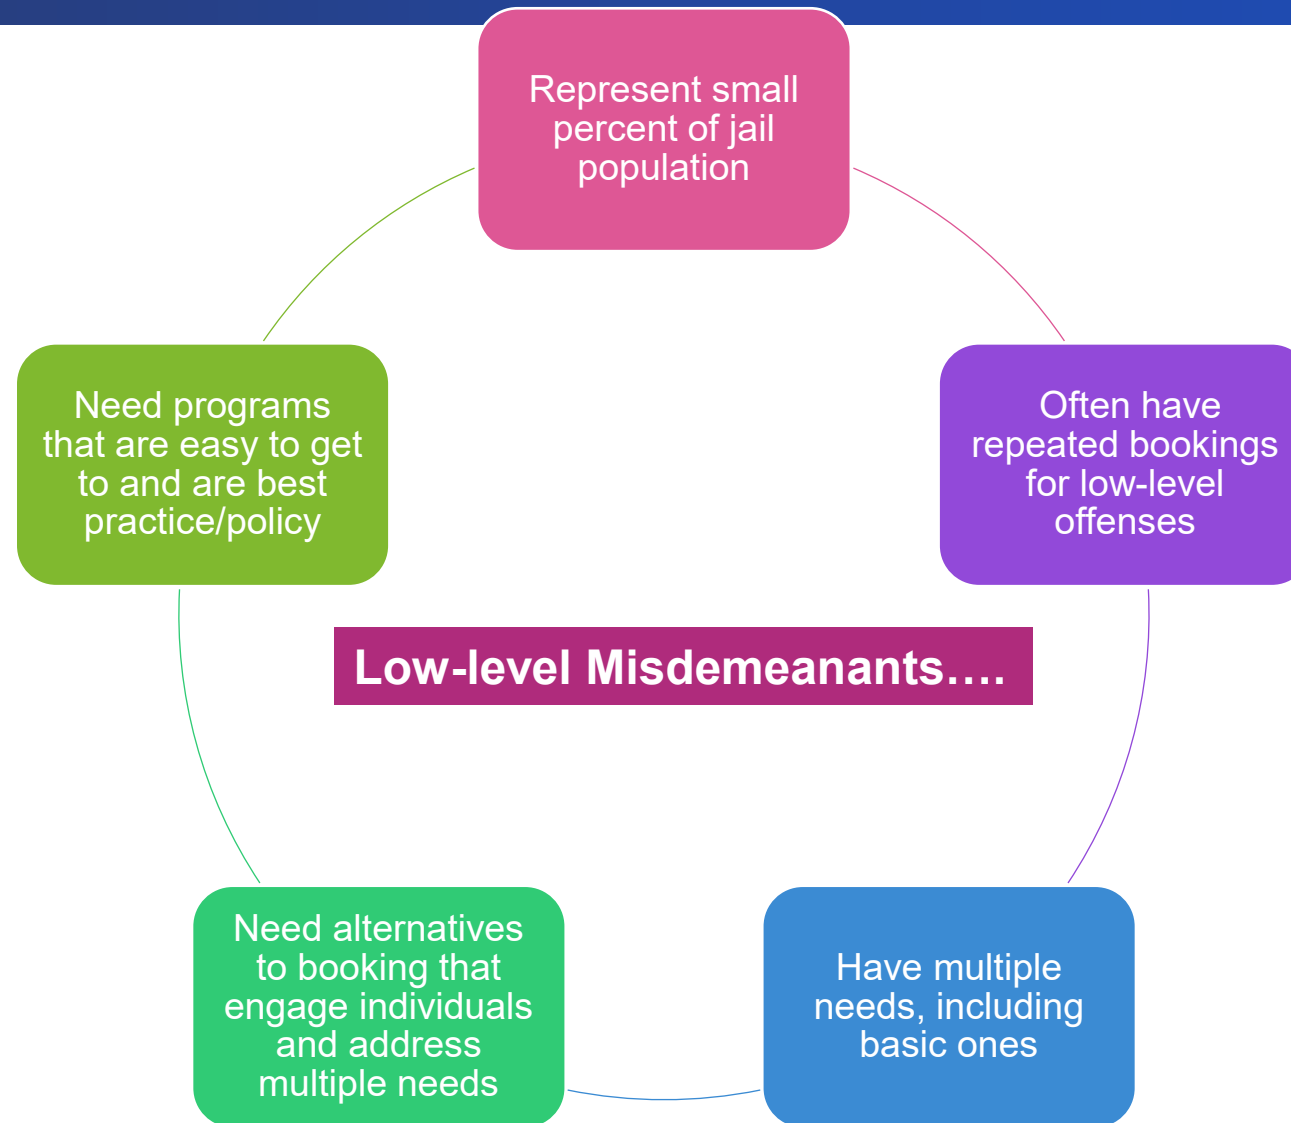 Represent small
percent of jail
population
Often have
repeated bookings
for low-level
offenses
Have multiple
needs, including
basic ones
Need alternatives
to booking that
engage individuals
and address
multiple needs
Need programs
that are easy to get
to and are best
practice/policy
Low-level Misdemeanants….